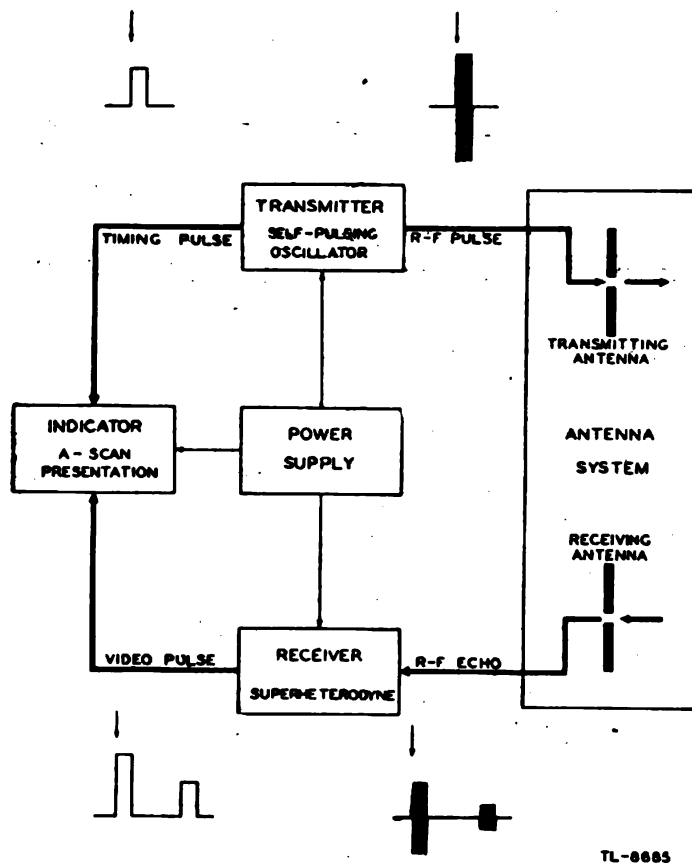 TRANSMITTER
SELF-PULSING
OSCILLATOR
TIMING PULSE
R-F PULSE
TRANSMITTING
ANTENNA
INDICATOR
A-SCAN
PRESENTATION
POWER
SUPPLY
ANTENNA
SYSTEM
RECEIVING
ANTENNA
VIDEO PULSE
RECEIVER
SUPERHETERODYNE
R-F ECHO
TL-8685